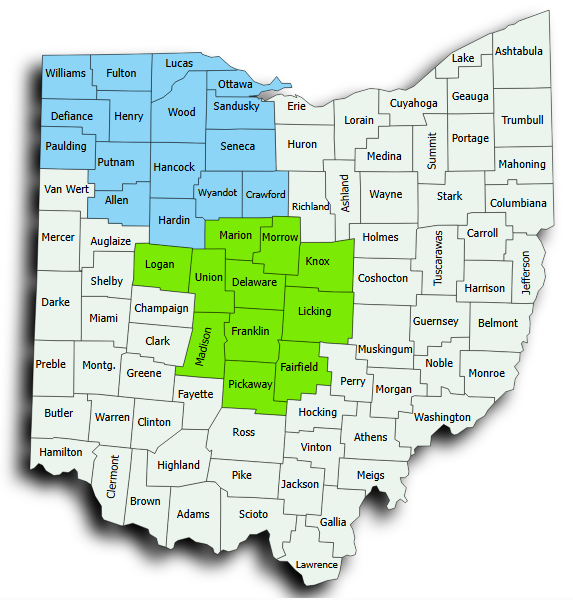 Lucas
Ashtabula
Lake
Williams
Fulton
Ottawa
Geauga
Cuyahoga
Sandusky
Erie
Wood
Defiance
Henry
Lorain
Trumbull
Summit
Portage
Huron
Seneca
Paulding
Medina
Putnam
Mahoning
Hancock
Van Wert
Wyandot
Crawford
Ashland
Wayne
Stark
Allen
Richland
Columbiana
Hardin
Mercer
Auglaize
Marion
Morrow
Holmes
Carroll
Tuscarawas
Jefferson
Logan
Knox
Union
Coshocton
Shelby
Delaware
Harrison
Darke
Champaign
Licking
Miami
Guernsey
Belmont
Franklin
Clark
Madison
Muskingum
Preble
Montg.
Fairfield
Noble
Greene
Monroe
Pickaway
Perry
Morgan
Fayette
Butler
Warren
Clinton
Hocking
Washington
Ross
Athens
Hamilton
Vinton
Highland
Clermont
Pike
Meigs
Jackson
Brown
Adams
Scioto
Gallia
Lawrence